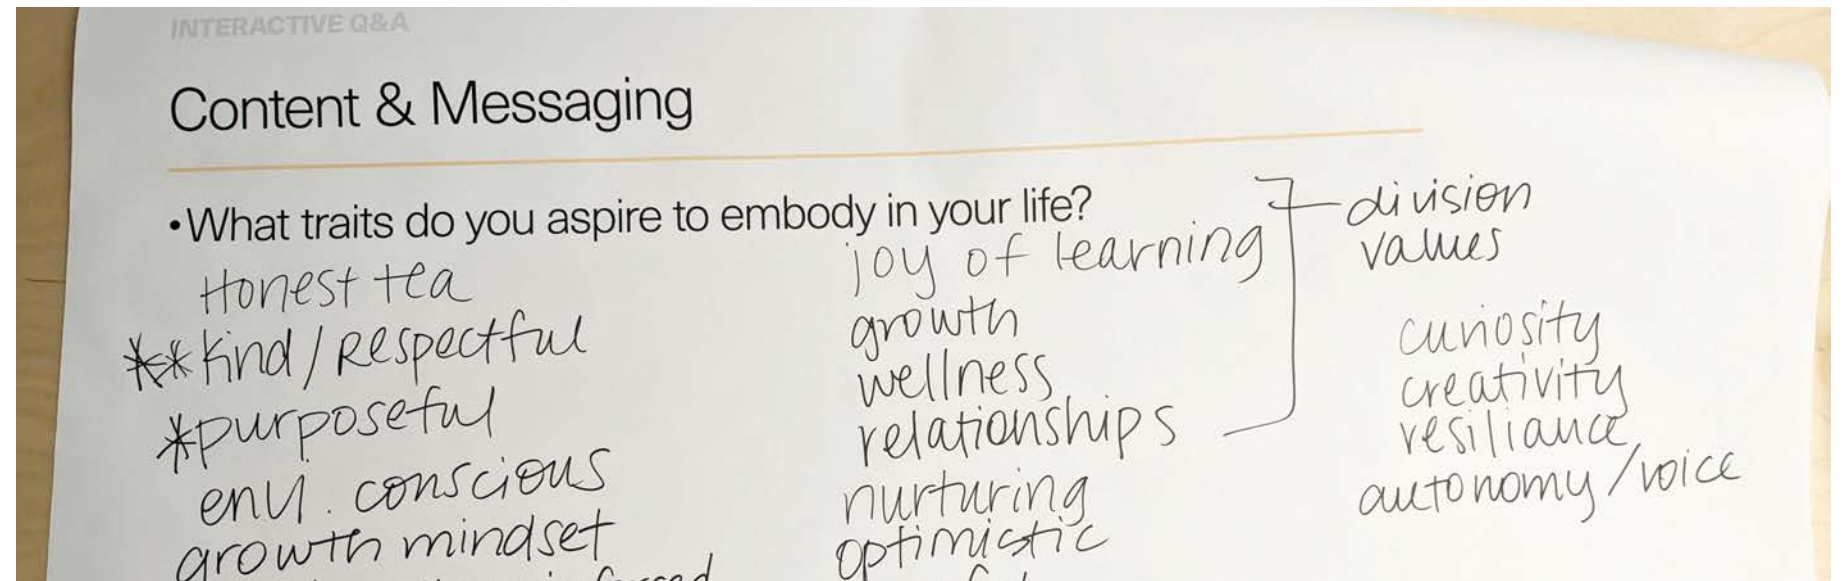 INTERACTIVE Q&A
Content & Messaging
•What traits do you aspire to embody in your life?
Honest tea
**Kind/Respectful
*purposeful
envi. conscious
growth mindset
joy of learning
growth
wellness
relationships
nurturing
optimistic
division
values
curiosity
creativity
resiliance
autonomy/voice